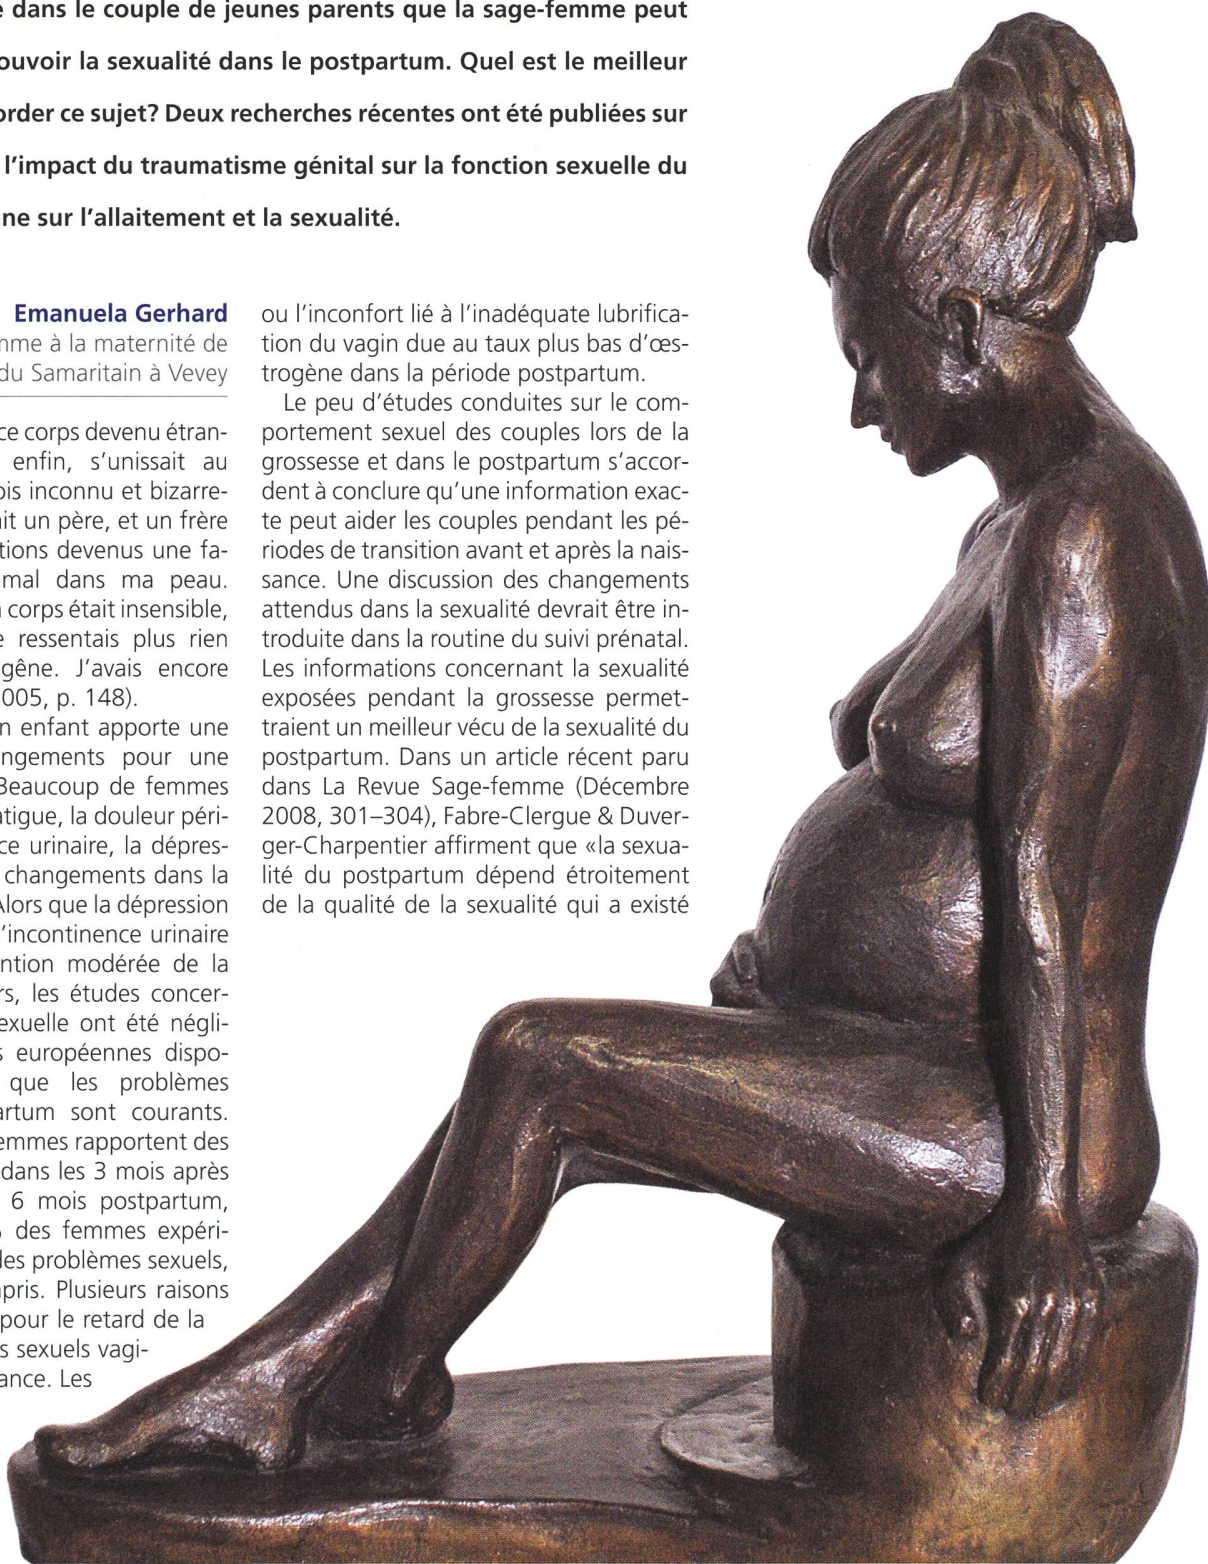 e dans le couple de jeunes parents que la sage-femme peut
ouvoir la sexualité dans le postpartum. Quel est le meilleur
order ce sujet? Deux recherches récentes ont été publiées sur
l’impact du traumatisme génital sur la fonction sexuelle du
ne sur l’allaitement et la sexualité.
Emanuela Gerhard
mme à la maternité de
du Samaritain à Vevey
ce corps devenu étran-
enfin, s’unissait au
ois inconnu et bizarre-
ait un père, et un frère
tions devenus une fa-
mal dans ma peau.
corps était insensible,
e ressentais plus rien
gêne. J’avais encore
005, p. 148).
n enfant apporte une
ngements pour une
Beaucoup de femmes
atigue, la douleur péri-
ce urinaire, la dépres-
changements dans la
Alors que la dépression
l’incontinence urinaire
ntion modérée de la
rs, les études concer-
exuelle ont été négli-
s européennes dispo-
que les problèmes
artum sont courants.
emmes rapportent des
dans les 3 mois après
6 mois postpartum,
des femmes expéri-
des problèmes sexuels,
pris. Plusieurs raisons
pour le retard de la
s sexuels vagi-
ance. Les
ou l’inconfort lié à l’inadéquate lubrifica-
tion du vagin due au taux plus bas d’œs-
trogène dans la période postpartum.
Le peu d’études conduites sur le com-
portement sexuel des couples lors de la
grossesse et dans le postpartum s’accor-
dent à conclure qu’une information exac-
te peut aider les couples pendant les pé-
riodes de transition avant et après la nais-
sance. Une discussion des changements
attendus dans la sexualité devrait être in-
troduite dans la routine du suivi prénatal.
Les informations concernant la sexualité
exposées pendant la grossesse permet-
traient un meilleur vécu de la sexualité du
postpartum. Dans un article récent paru
dans La Revue Sage-femme (Décembre
2008, 301–304), Fabre-Clergue & Duver-
ger-Charpentier affirment que «la sexua-
lité du postpartum dépend étroitement
de la qualité de la sexualité qui a existé